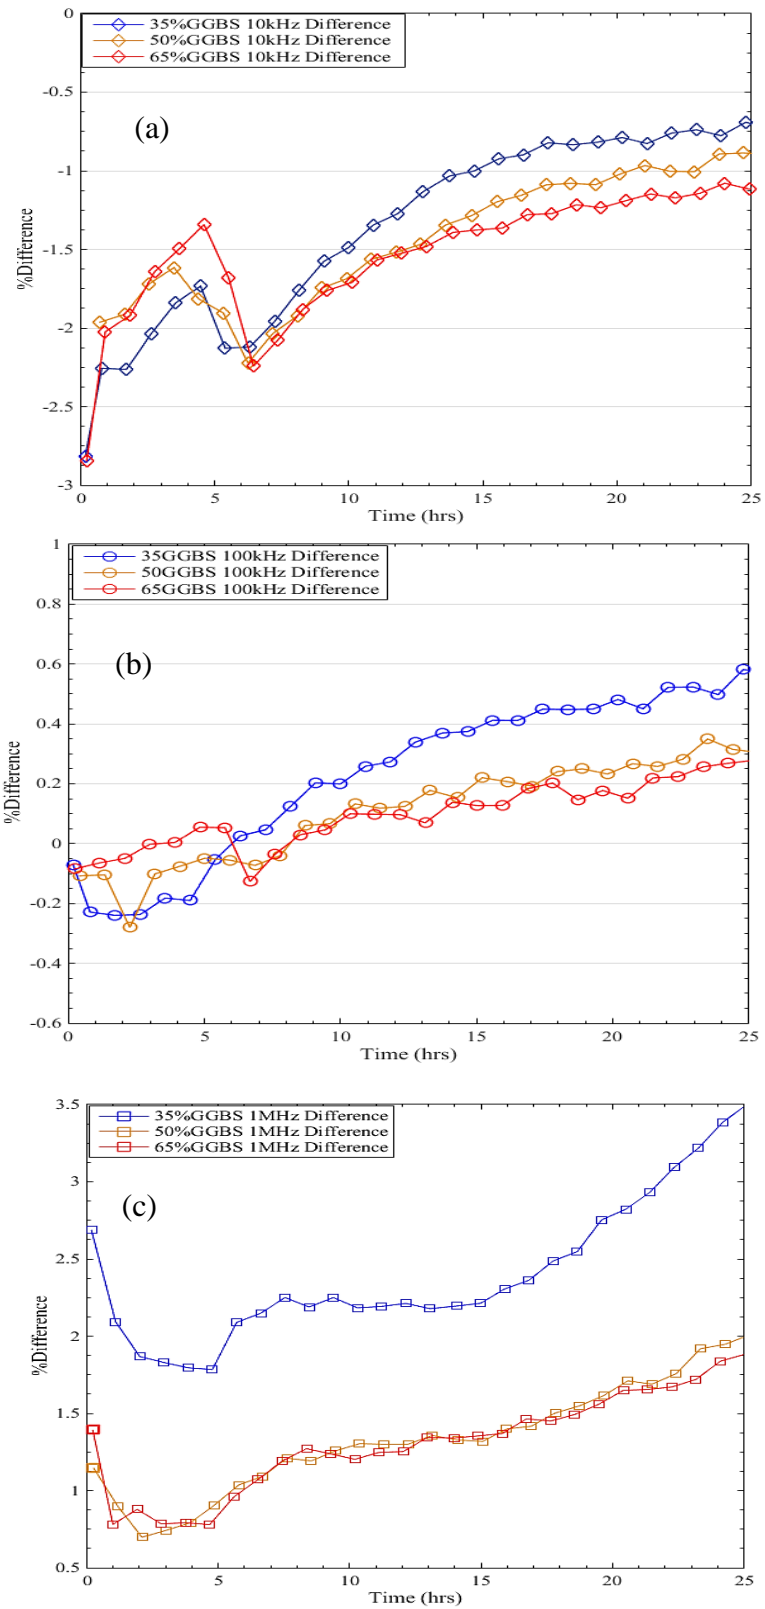 0
35%GGBS 10kHz Difference
50%GGBS 10kHz Difference
65%GGBS 10kHz Difference
-0.5
(a)
-1
%Difference
-1.5
-2
-2.5
-3
0 5 10 15 20 25
Time (hrs)
1
35GGBS 100kHz Difference
50GGBS 100kHz Difference
65GGBS 100kHz Difference
0.8
(b)
0.6
0.4
%Difference
0.2
0
-0.2
-0.4
-0.6
0 5 10 15 20 25
Time (hrs)
3.5
35%GGBS 1MHz Difference
50%GGBS 1MHz Difference
65%GGBS 1MHz Difference
3
(c)
2.5
%Difference
2
1.5
1
0.5
0 5 10 15 20 25
Time (hrs)